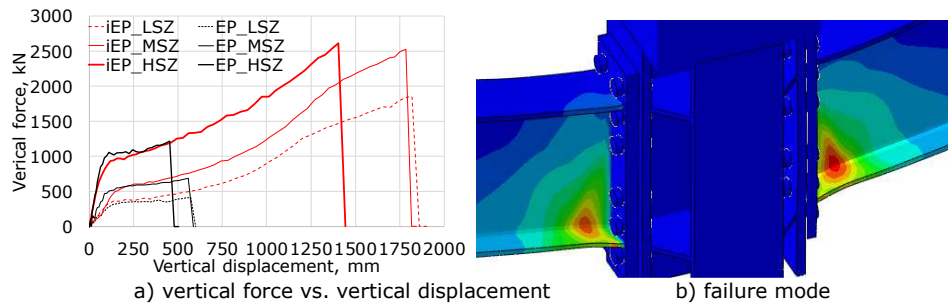 3000
2500
2000
1500
1000
500
0
Verical force, kN
iEP_LSZ EP_LSZ
iEP_MSZ EP_MSZ
iEP_HSZ EP_HSZ
0 250 500 750 1000 1250 1500 1750 2000
Vertical displacement, mm
a) vertical force vs. vertical displacement b) failure mode